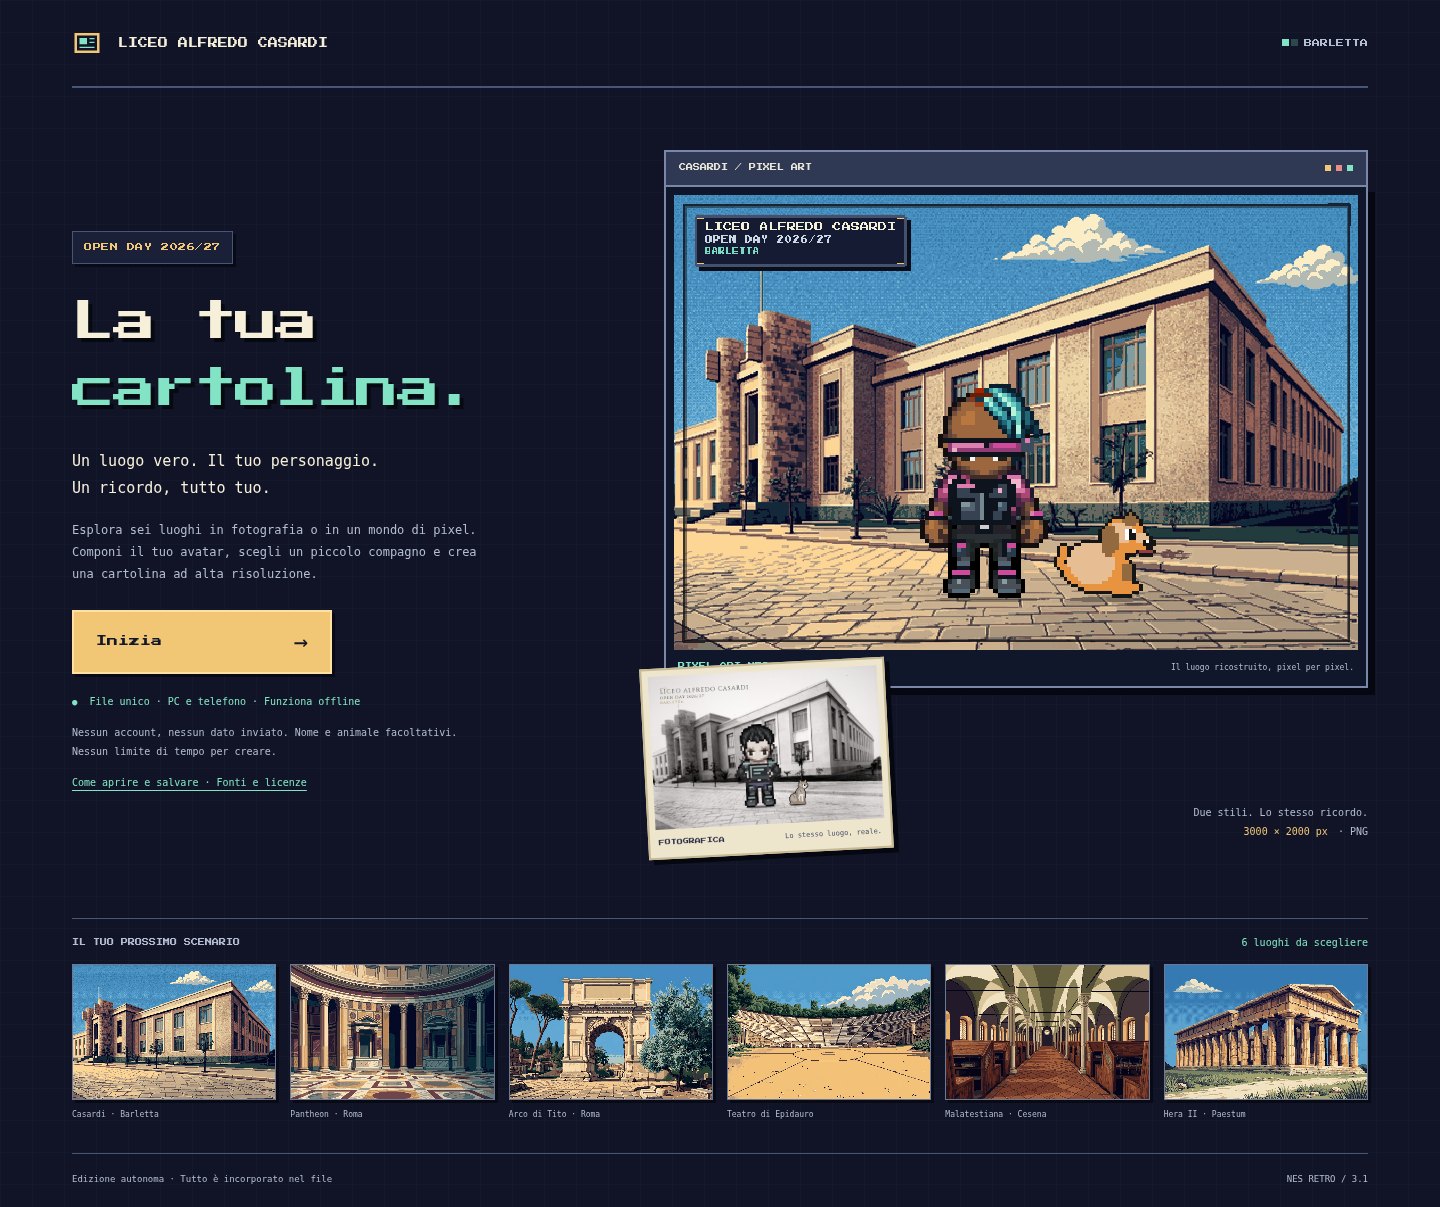 LICEO ALFREDO CASARDI
BARLETTA
OPEN DAY 2026/27
La tua
cartolina.
Un luogo vero. Il tuo personaggio.
Un ricordo, tutto tuo.
Esplora sei luoghi in fotografia o in un mondo di pixel.
Componi il tuo avatar, scegli un piccolo compagno e crea
una cartolina ad alta risoluzione.
Inizia →
● File unico · PC e telefono · Funziona offline
Nessun account, nessun dato inviato. Nome e animale facoltativi.
Nessun limite di tempo per creare.
Come aprire e salvare · Fonti e licenze
CASARDI / PIXEL ART
LICEO ALFREDO CASARDI
OPEN DAY 2026/27
BARLETTA
PIXEL ART
Il luogo ricostruito, pixel per pixel.
LICEO ALFREDO CASARDI
OPEN DAY 2026/27
BARLETTA
FOTOGRAFICA
Lo stesso luogo, reale.
Due stili. Lo stesso ricordo.
3000 × 2000 px · PNG
IL TUO PROSSIMO SCENARIO
6 luoghi da scegliere
Casardi · Barletta
Pantheon · Roma
Arco di Tito · Roma
Teatro di Epidauro
Malatestiana · Cesena
Hera II · Paestum
Edizione autonoma · Tutto è incorporato nel file
NES RETRO / 3.1